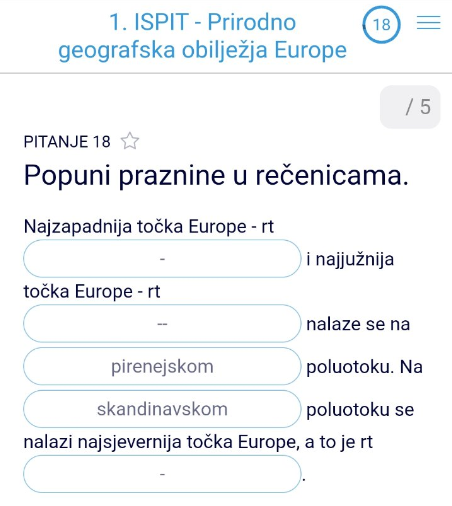 1. ISPIT - Prirodno
geografska obilježja Europe
18
/ 5
PITANJE 18
Popuni praznine u rečenicama.
Najzapadnija točka Europe - rt
- i najjužnija
točka Europe - rt
-- nalaze se na
pirenejskom poluotoku. Na
skandinavskom poluotoku se
nalazi najsjevernija točka Europe, a to je rt
- .